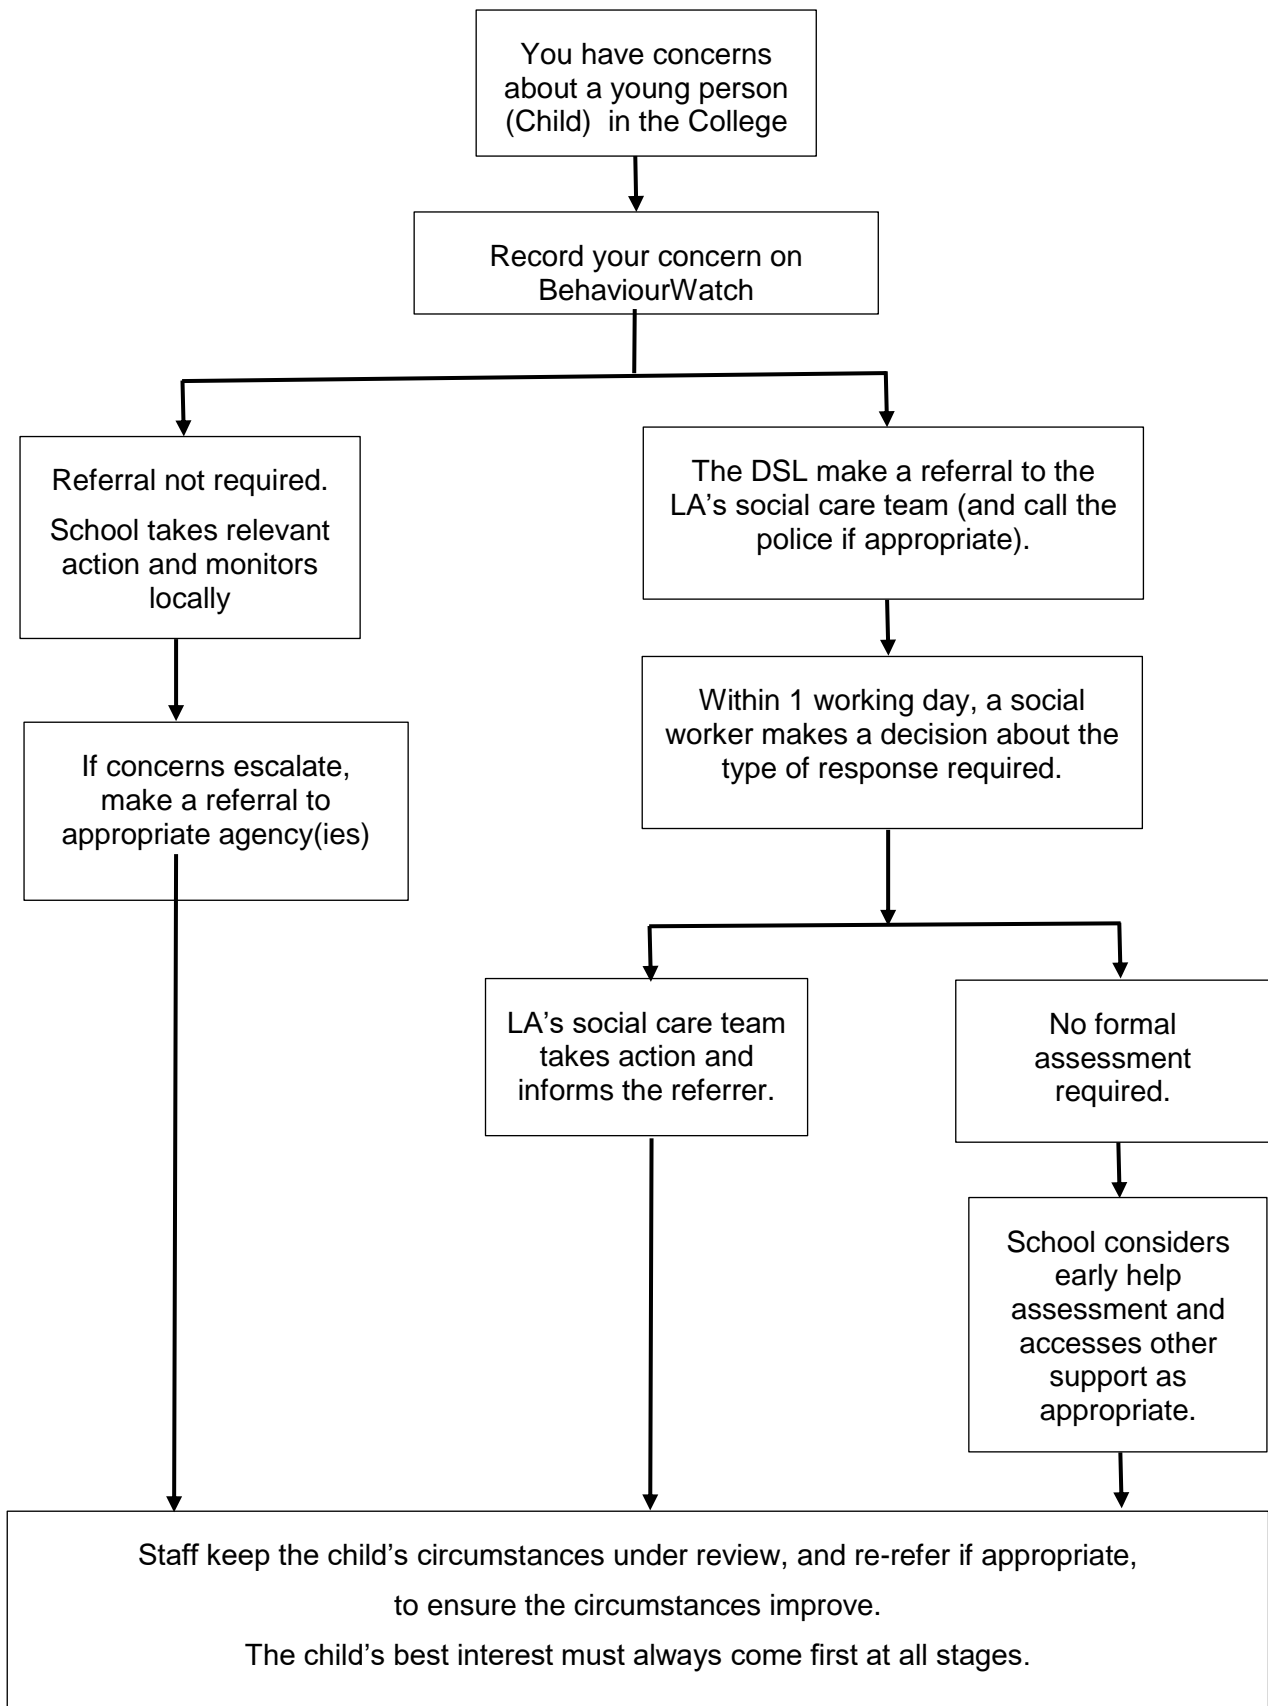 You have concerns
about a young person
(Child)  in the College
Record your concern on
BehaviourWatch
Referral not required.
School takes relevant
action and monitors
locally
The DSL make a referral to the
LA’s social care team (and call the
police if appropriate).
If concerns escalate,
make a referral to
appropriate agency(ies)
Within 1 working day, a social
worker makes a decision about the
type of response required.
LA’s social care team
takes action and
informs the referrer.
No formal
assessment
required.
School considers
early help
assessment and
accesses other
support as
appropriate.
Staff keep the child’s circumstances under review, and re-refer if appropriate,
to ensure the circumstances improve.
The child’s best interest must always come first at all stages.